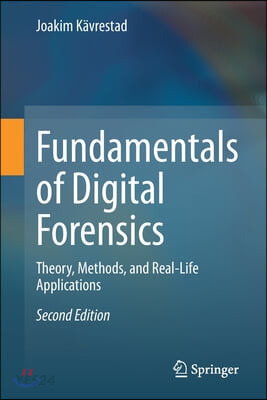 Joakim Kävrestad
Fundamentals
of Digital
Forensics
Theory, Methods, and Real-Life
Applications
Second Edition
Springer